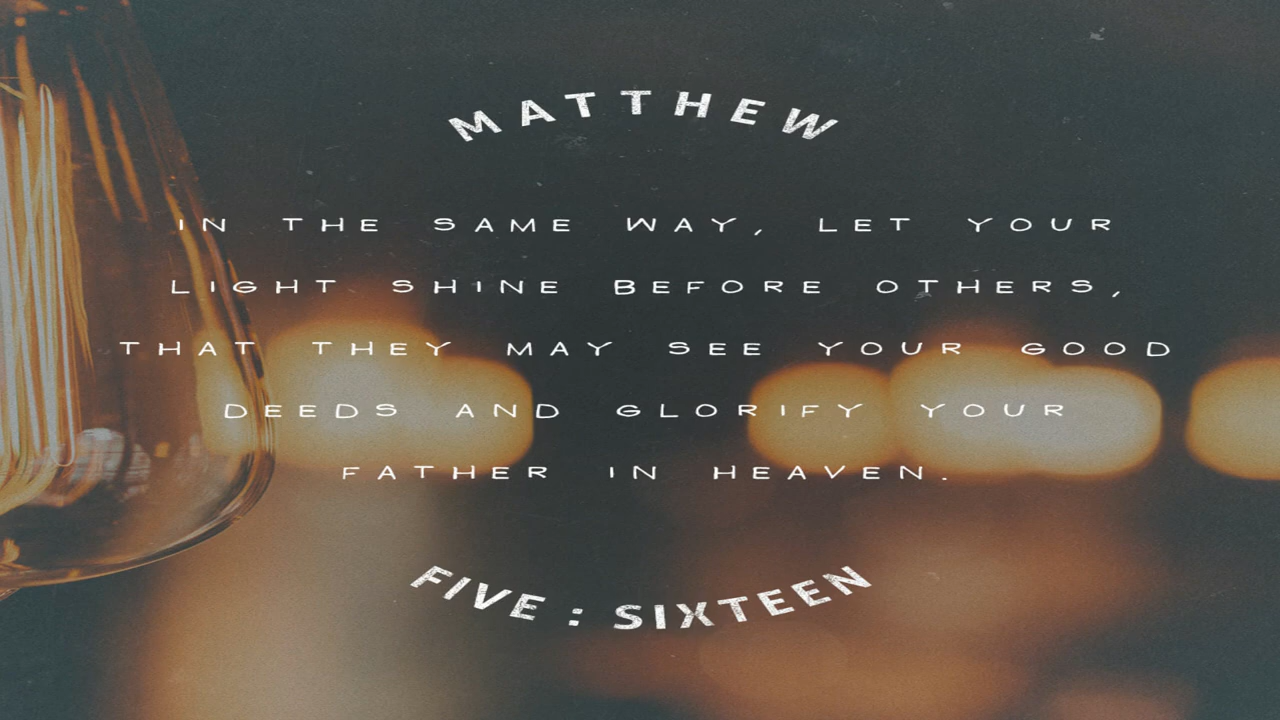 MATTHEW
IN THE SAME WAY, LET YOUR
LIGHT SHINE BEFORE OTHERS,
THAT THEY MAY SEE YOUR GOOD
DEEDS AND GLORIFY YOUR
FATHER IN HEAVEN.
FIVE : SIXTEEN